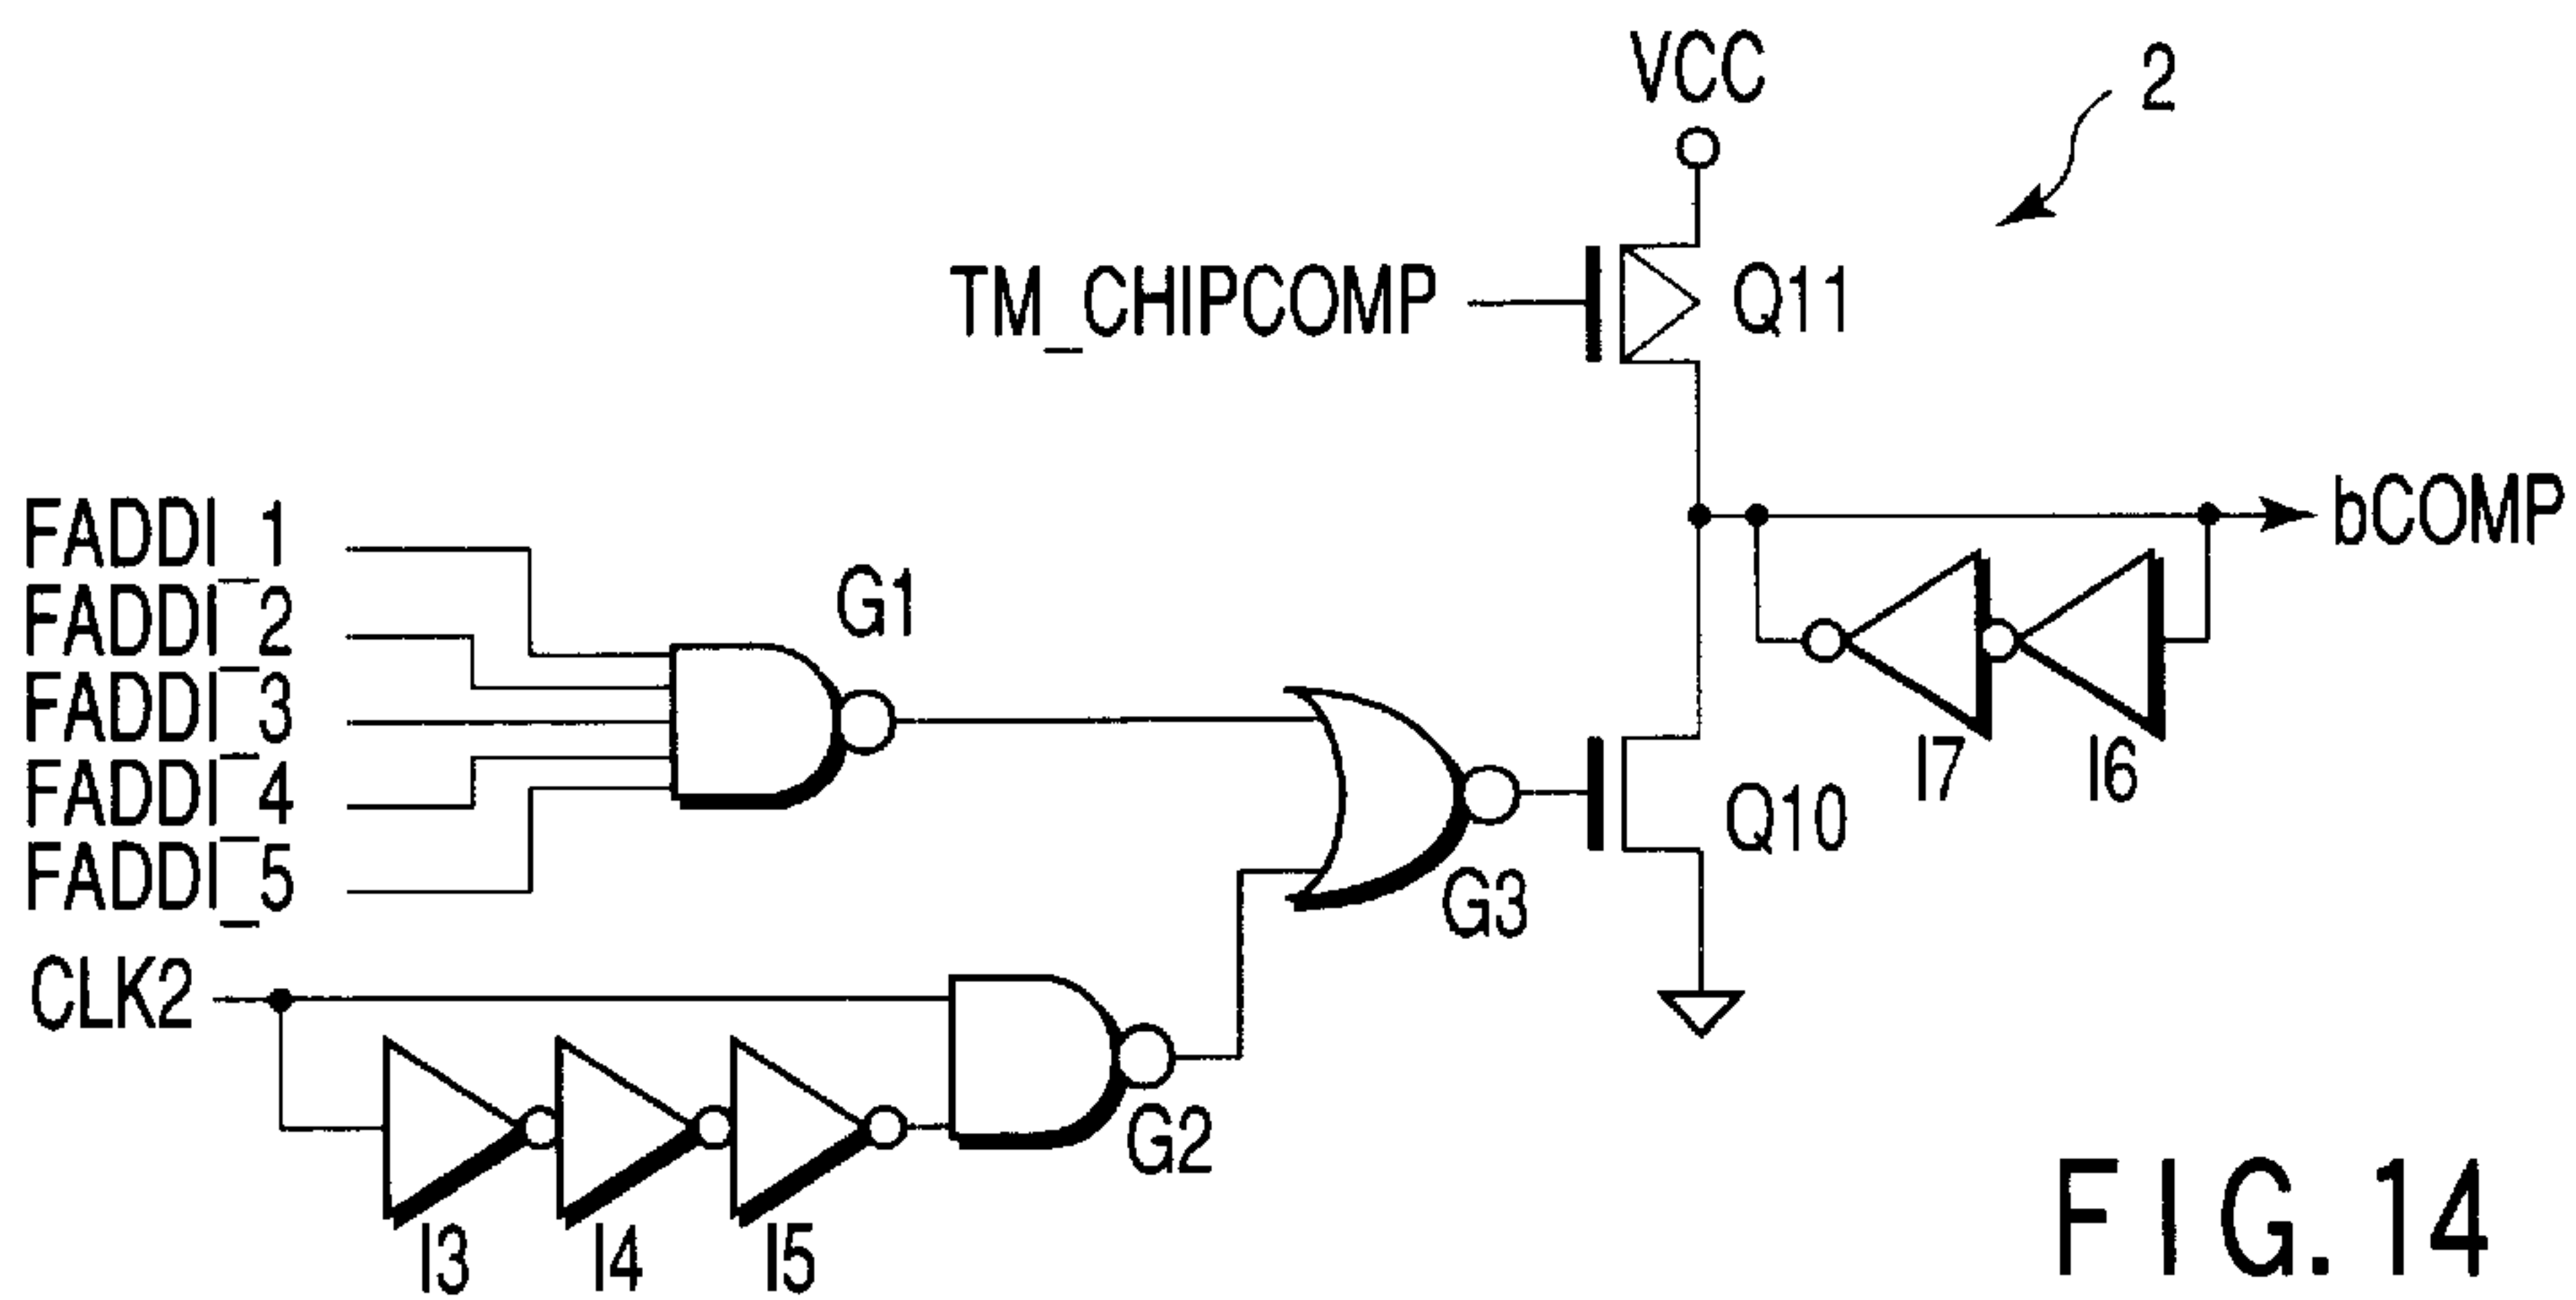 VCC
2
TM_CHIPCOMP
Q11
bCOMP
FADDI_1
FADDI_2
FADDI_3
FADDI_4
FADDI_5
G1
I7
I6
Q10
G3
CLK2
G2
I3
I4
I5
FIG.14